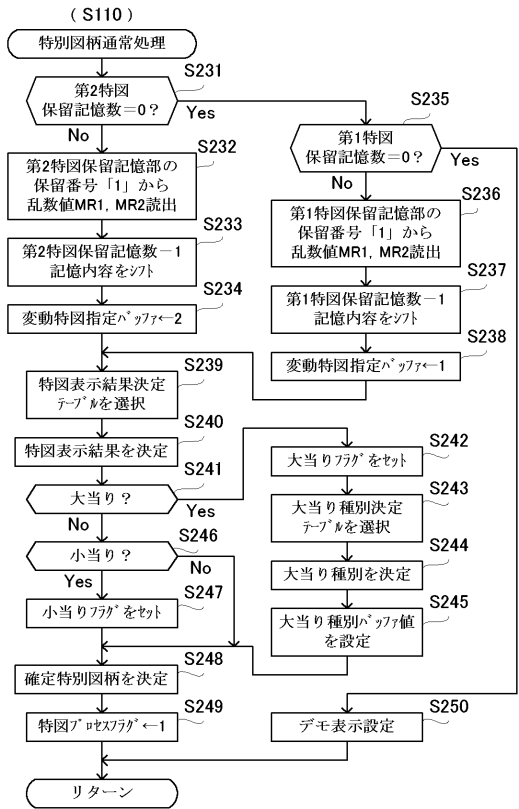 (S110)
特別図柄通常処理
S231
第2特図
保留記憶数=0?
Yes
No
S232
第2特図保留記憶部の
保留番号「1」から
乱数値MR1, MR2読出
S233
第2特図保留記憶数-1
記憶内容をｼﾌﾄ
S234
変動特図指定ﾊﾞｯﾌｧ←2
S235
第1特図
保留記憶数=0?
Yes
No
S236
第1特図保留記憶部の
保留番号「1」から
乱数値MR1, MR2読出
S237
第1特図保留記憶数-1
記憶内容をｼﾌﾄ
S238
変動特図指定ﾊﾞｯﾌｧ←1
S239
特図表示結果決定
ﾃｰﾌﾞﾙを選択
S240
特図表示結果を決定
S241
大当り?
Yes
No
S242
大当りﾌﾗｸﾞをｾｯﾄ
S243
大当り種別決定
ﾃｰﾌﾞﾙを選択
S244
大当り種別を決定
S245
大当り種別ﾊﾞｯﾌｧ値
を設定
S246
小当り?
No
Yes
S247
小当りﾌﾗｸﾞをｾｯﾄ
S248
確定特別図柄を決定
S249
特図ﾌﾟﾛｾｽﾌﾗｸﾞ←1
S250
デモ表示設定
リターン